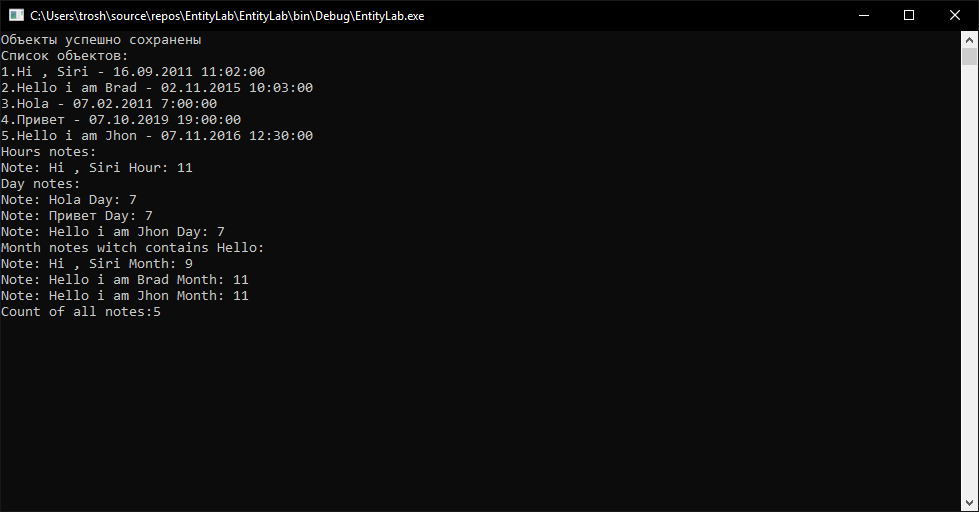 C:\Users\trosh\source\repos\EntityLab\EntityLab\bin\Debug\EntityLab.exe
Объекты успешно сохранены
Список объектов:
1.Hi , Siri - 16.09.2011 11:02:00
2.Hello i am Brad - 02.11.2015 10:03:00
3.Hola - 07.02.2011 7:00:00
4.Привет - 07.10.2019 19:00:00
5.Hello i am Jhon - 07.11.2016 12:30:00
Hours notes:
Note: Hi , Siri Hour: 11
Day notes:
Note: Hola Day: 7
Note: Привет Day: 7
Note: Hello i am Jhon Day: 7
Month notes witch contains Hello:
Note: Hi , Siri Month: 9
Note: Hello i am Brad Month: 11
Note: Hello i am Jhon Month: 11
Count of all notes:5